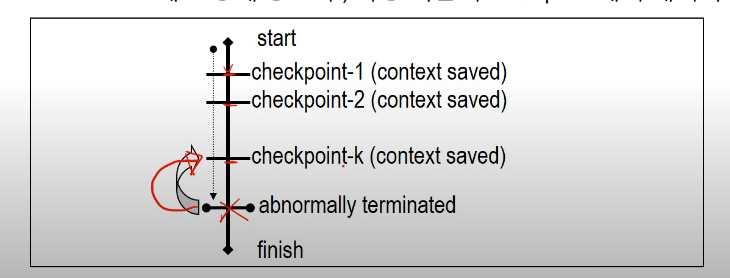 start
checkpoint-1 (context saved)
checkpoint-2 (context saved)
checkpoint-k (context saved)
abnormally terminated
finish